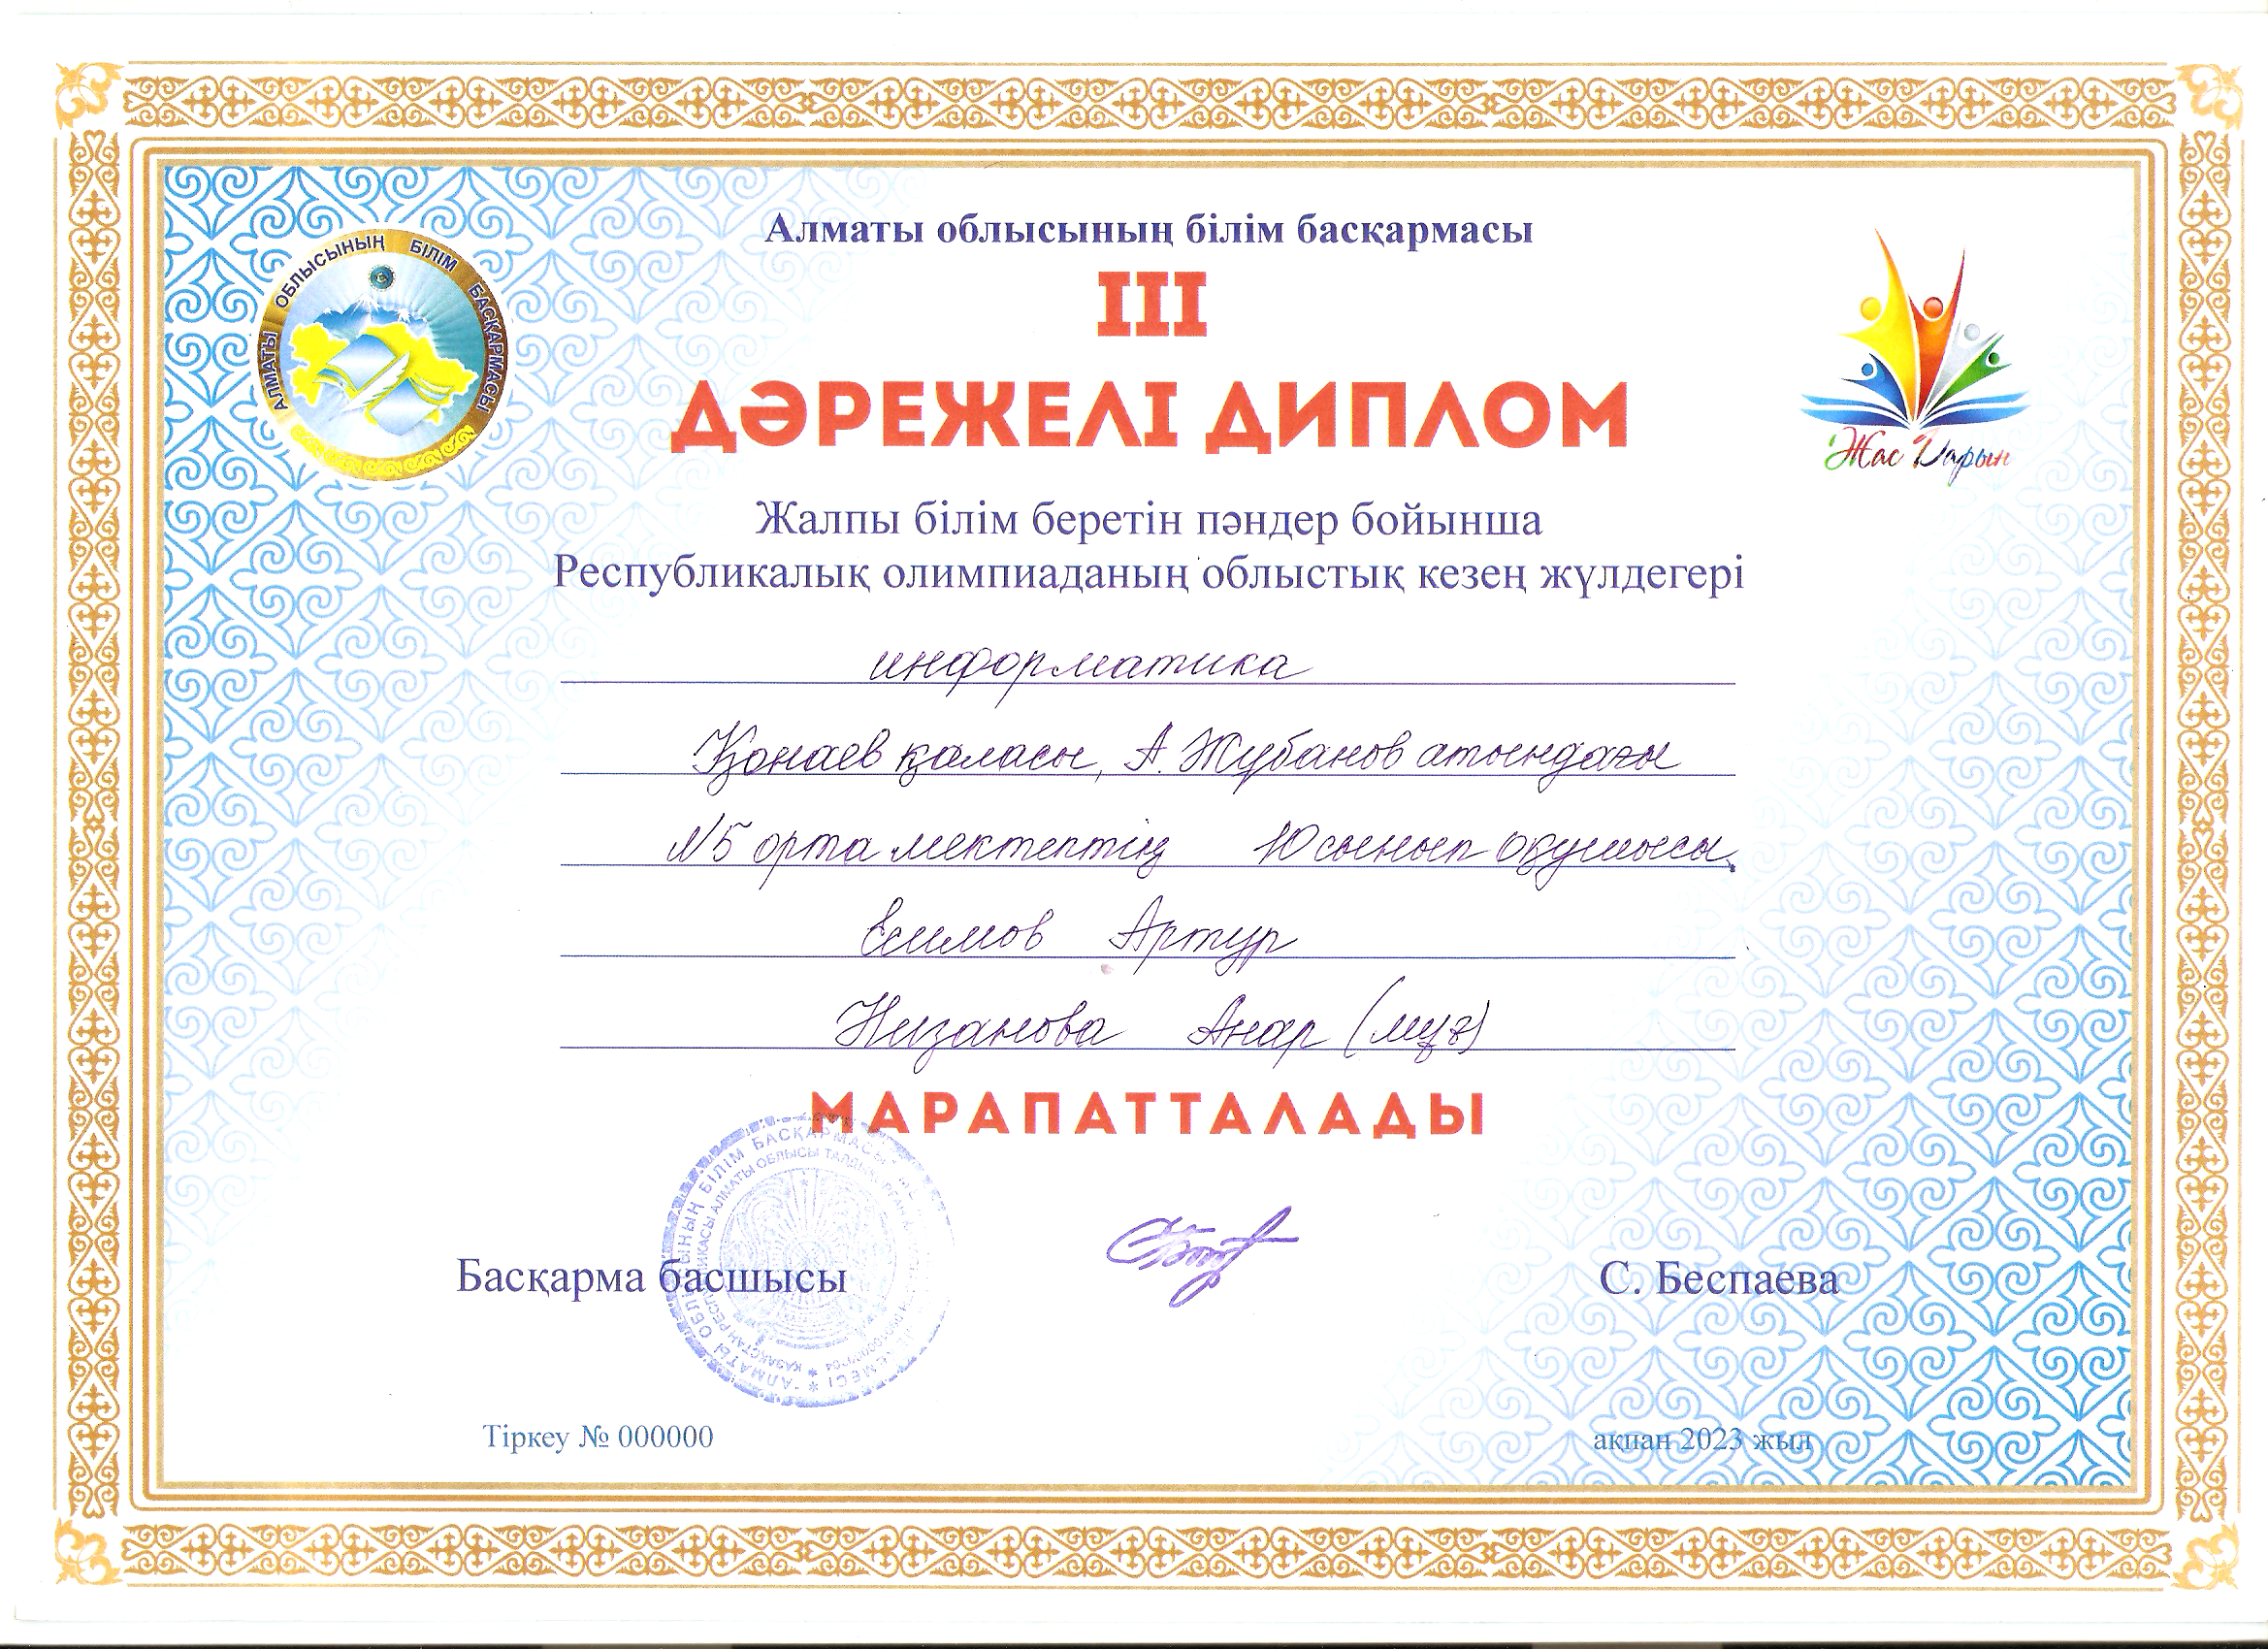 Алматы облысының білім басқармасы
АЛМАТЫ ОБЛЫСЫНЫҢ БІЛІМ БАСҚАРМАСЫ
III
ДӘРЕЖЕЛІ ДИПЛОМ
Жас Дарын
Жалпы білім беретін пәндер бойынша
Республикалық олимпиаданың облыстық кезең жүлдегері
информатика
Қонаев қаласы, А. Жубанов атындағы
№5 орта мектептің 10 сынып оқушысы,
Есимов Артур
Низанова Анар (мұғ)
МАРАПАТТАЛАДЫ
Басқарма басшысы
С. Беспаева
Тіркеу № 000000
ақпан 2023 жыл